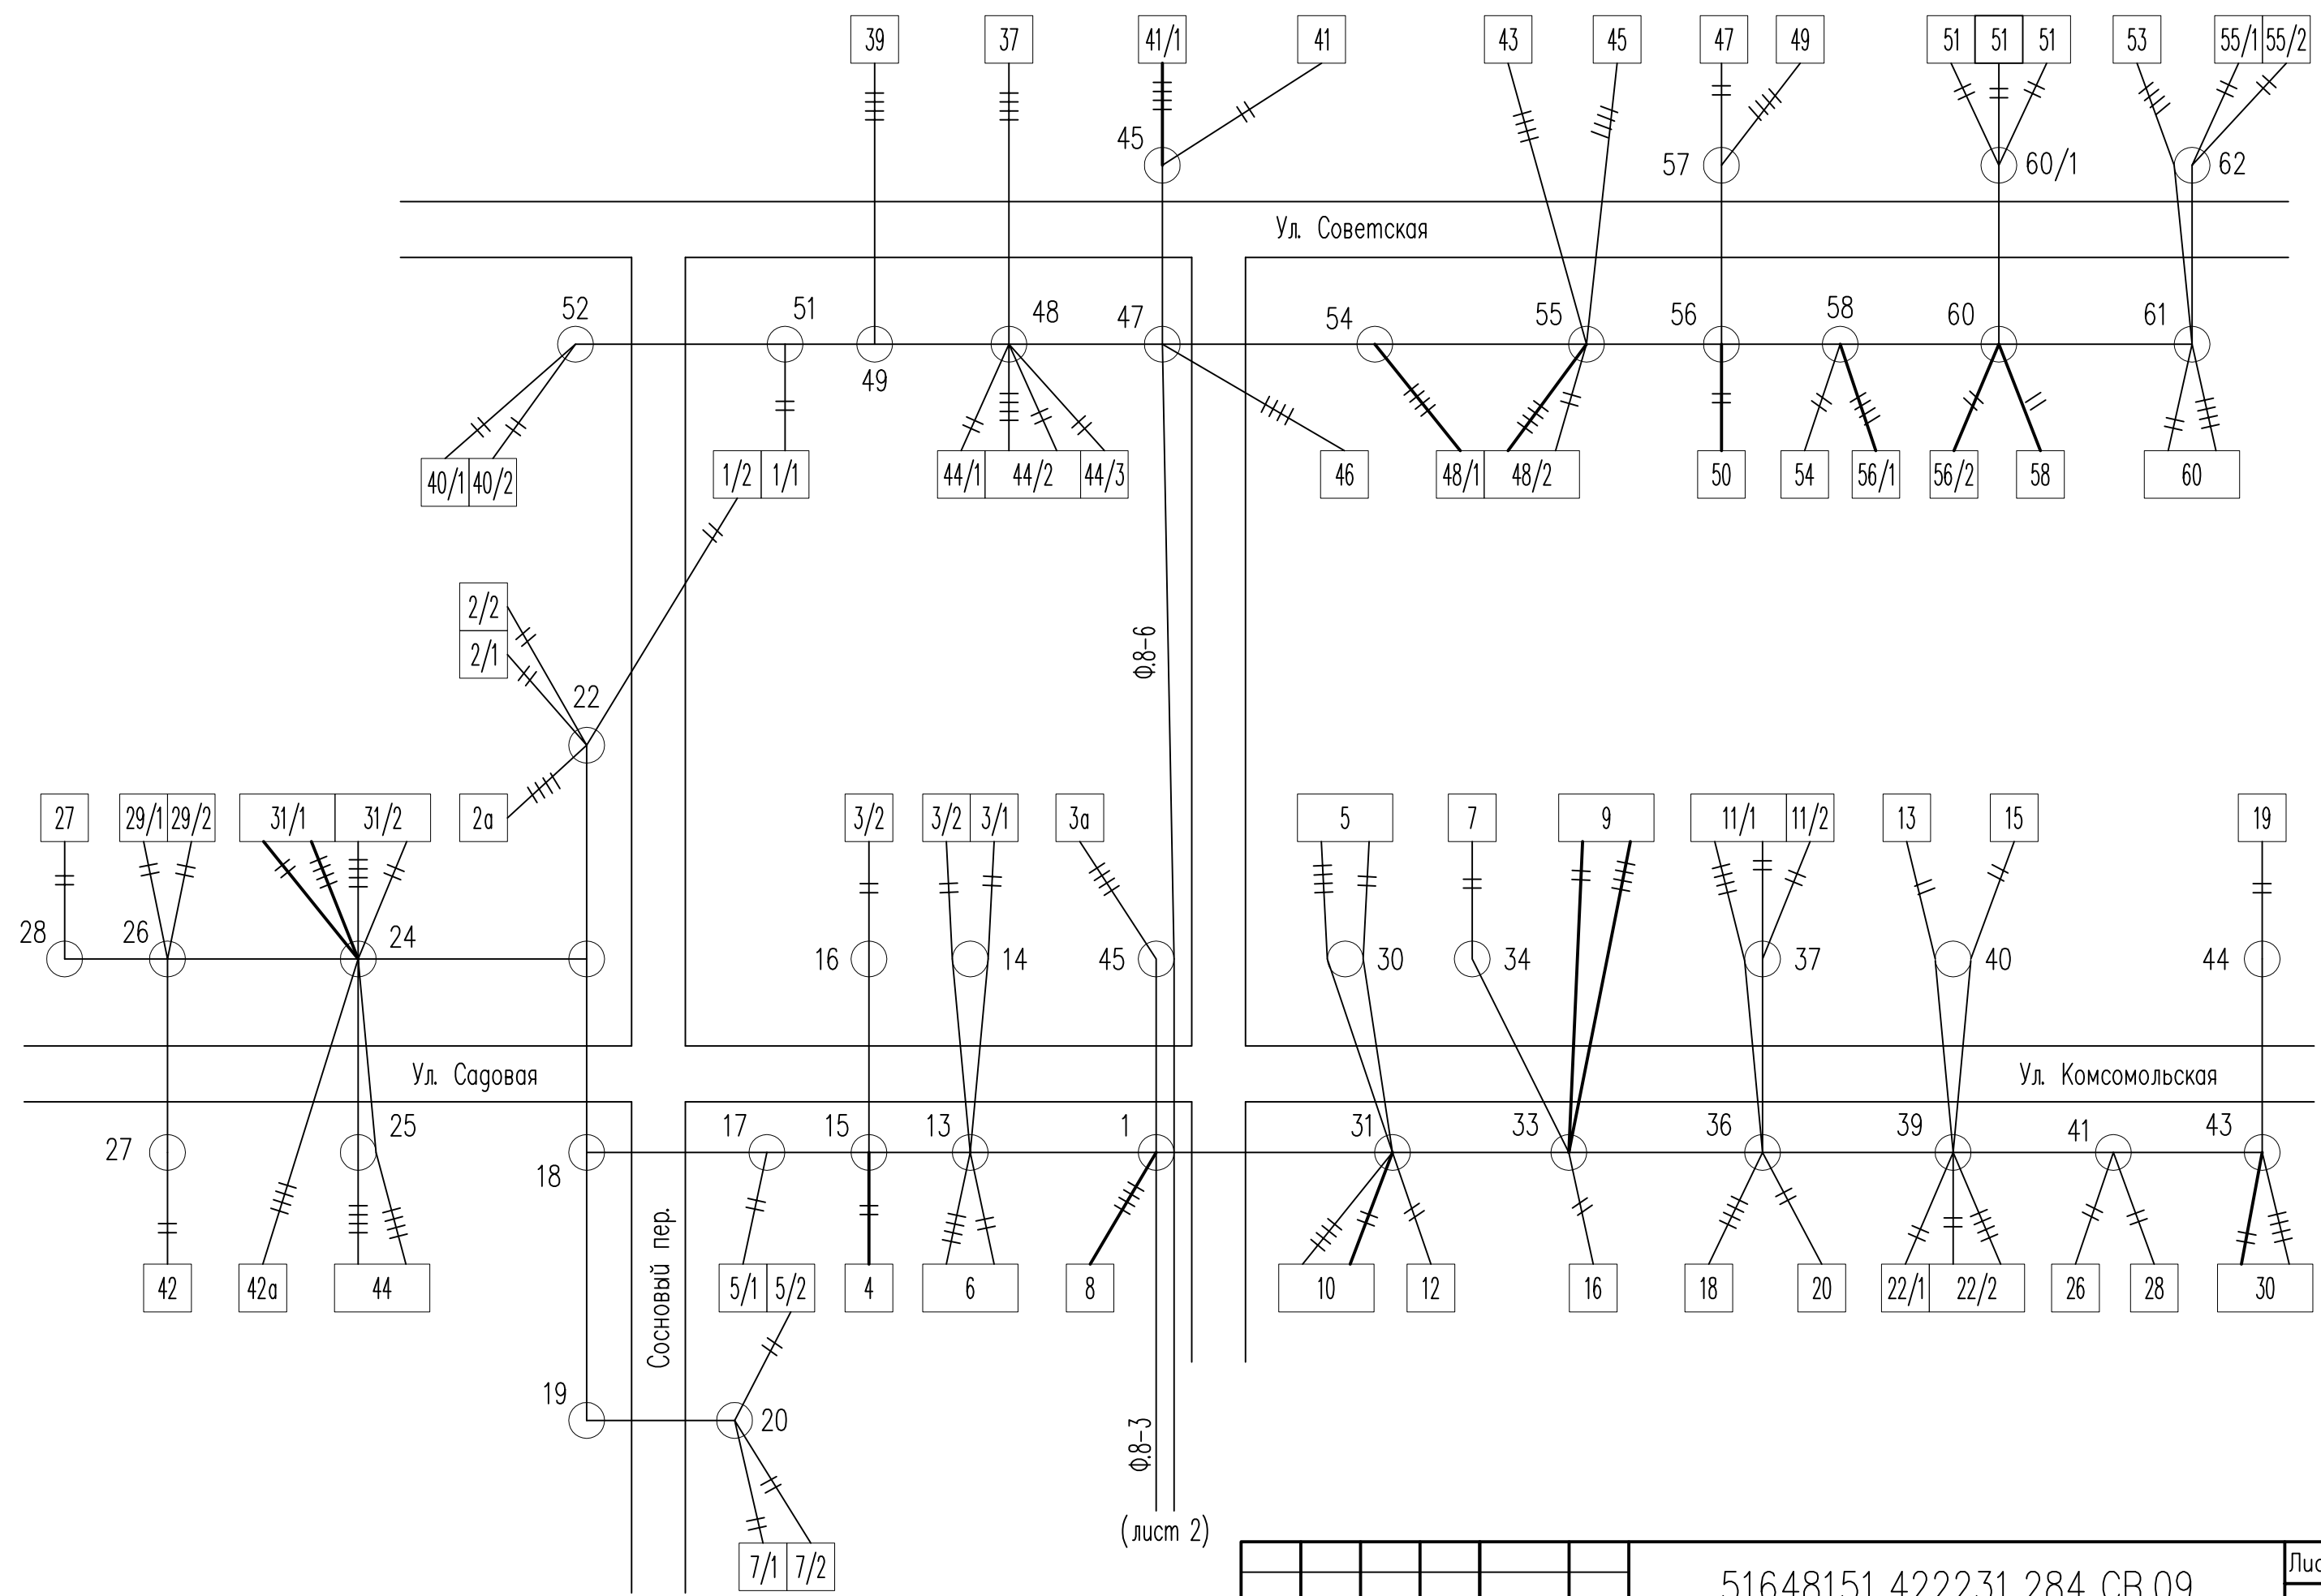 39 37 41/1 41 43 45 47 49 51 51 51 53 55/1 55/2
45 57 60/1 62
Ул. Советская
52 51 48 47 54 55 56 58 60 61
49
40/1 40/2 1/2 1/1 44/1 44/2 44/3 46 48/1 48/2 50 54 56/1 56/2 58 60
2/2
2/1
Ф.8-6
22
27 29/1 29/2 31/1 31/2 2а 3/2 3/2 3/1 3а 5 7 9 11/1 11/2 13 15 19
28 26 24 16 14 45 30 34 37 40 44
Ул. Садовая Ул. Комсомольская
27 25 18 17 15 13 1 31 33 36 39 41 43
Сосновый пер.
42 42а 44 5/1 5/2 4 6 8 10 12 16 18 20 22/1 22/2 26 28 30
19 20
Ф.8-3
(лист 2)
7/1 7/2
51648151.422231.284.СВ.09